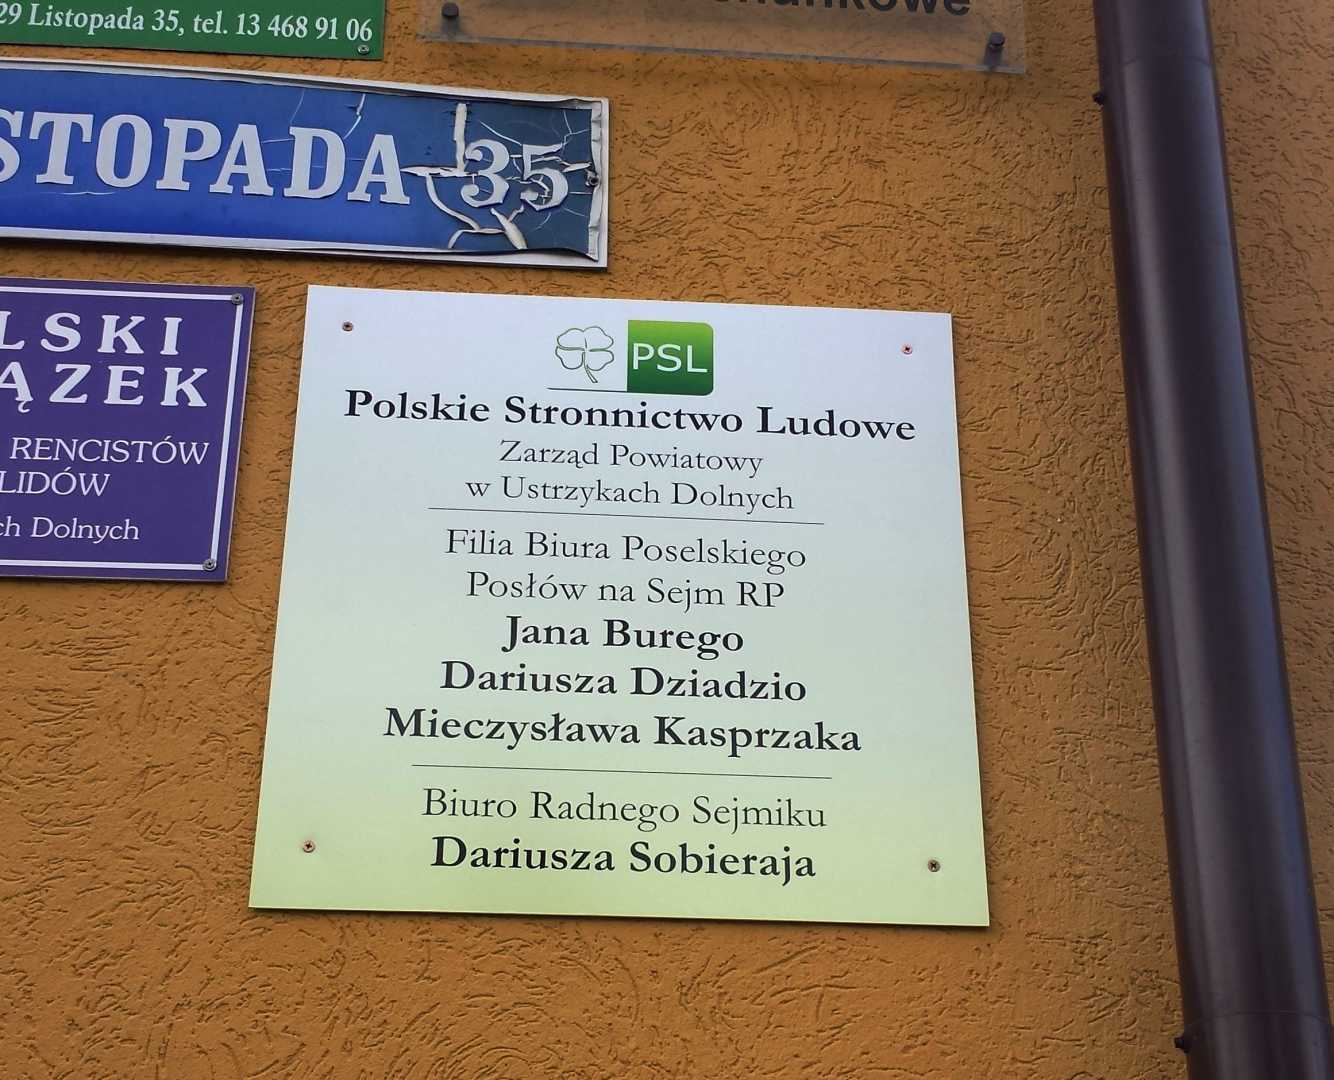 29 Listopada 35, tel. 13 468 91 06
STOPADA 35
LSKI
ĄZEK
RENCISTÓW
LIDÓW
ch Dolnych
PSL
Polskie Stronnictwo Ludowe
Zarząd Powiatowy
w Ustrzykach Dolnych
Filia Biura Poselskiego
Posłów na Sejm RP
Jana Burego
Dariusza Dziadzio
Mieczysława Kasprzaka
Biuro Radnego Sejmiku
Dariusza Sobieraja